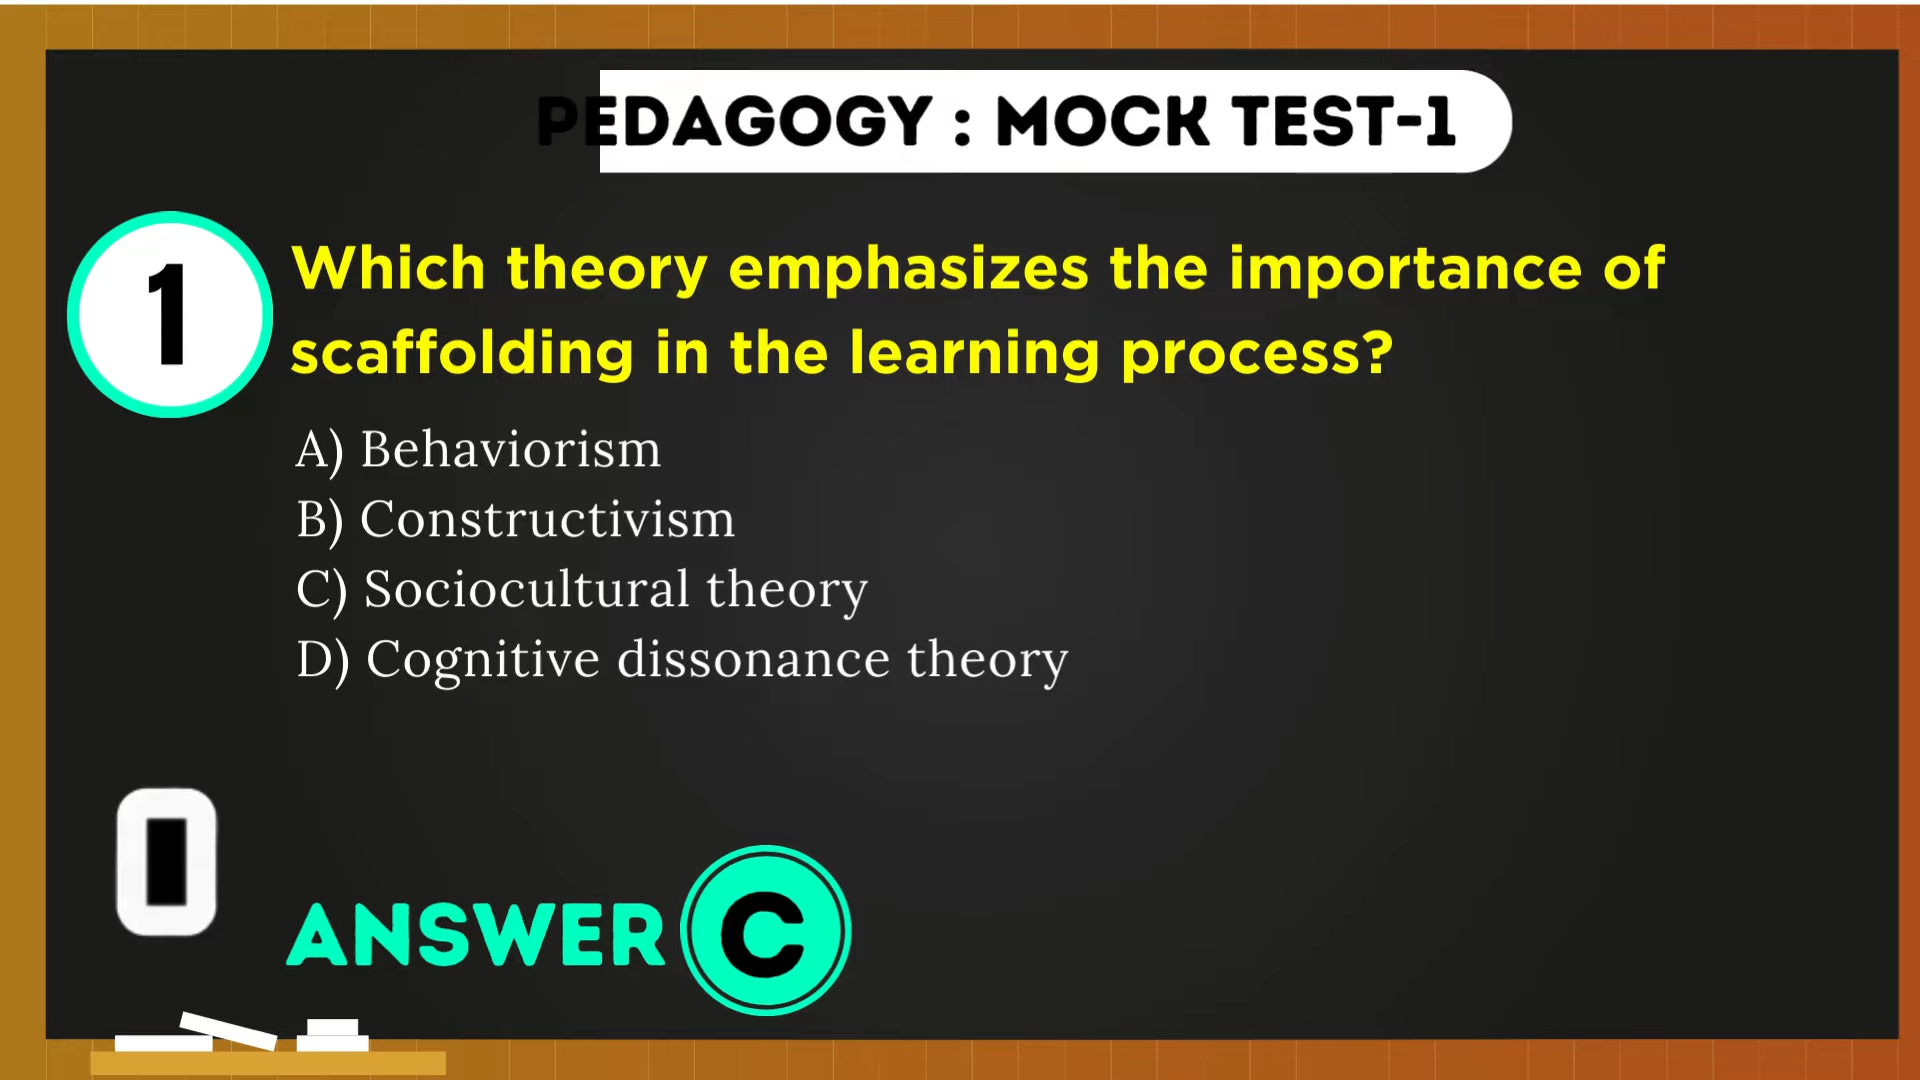 PEDAGOGY : MOCK TEST-1
1
Which theory emphasizes the importance of
scaffolding in the learning process?
A) Behaviorism
B) Constructivism
C) Sociocultural theory
D) Cognitive dissonance theory
0
ANSWER C